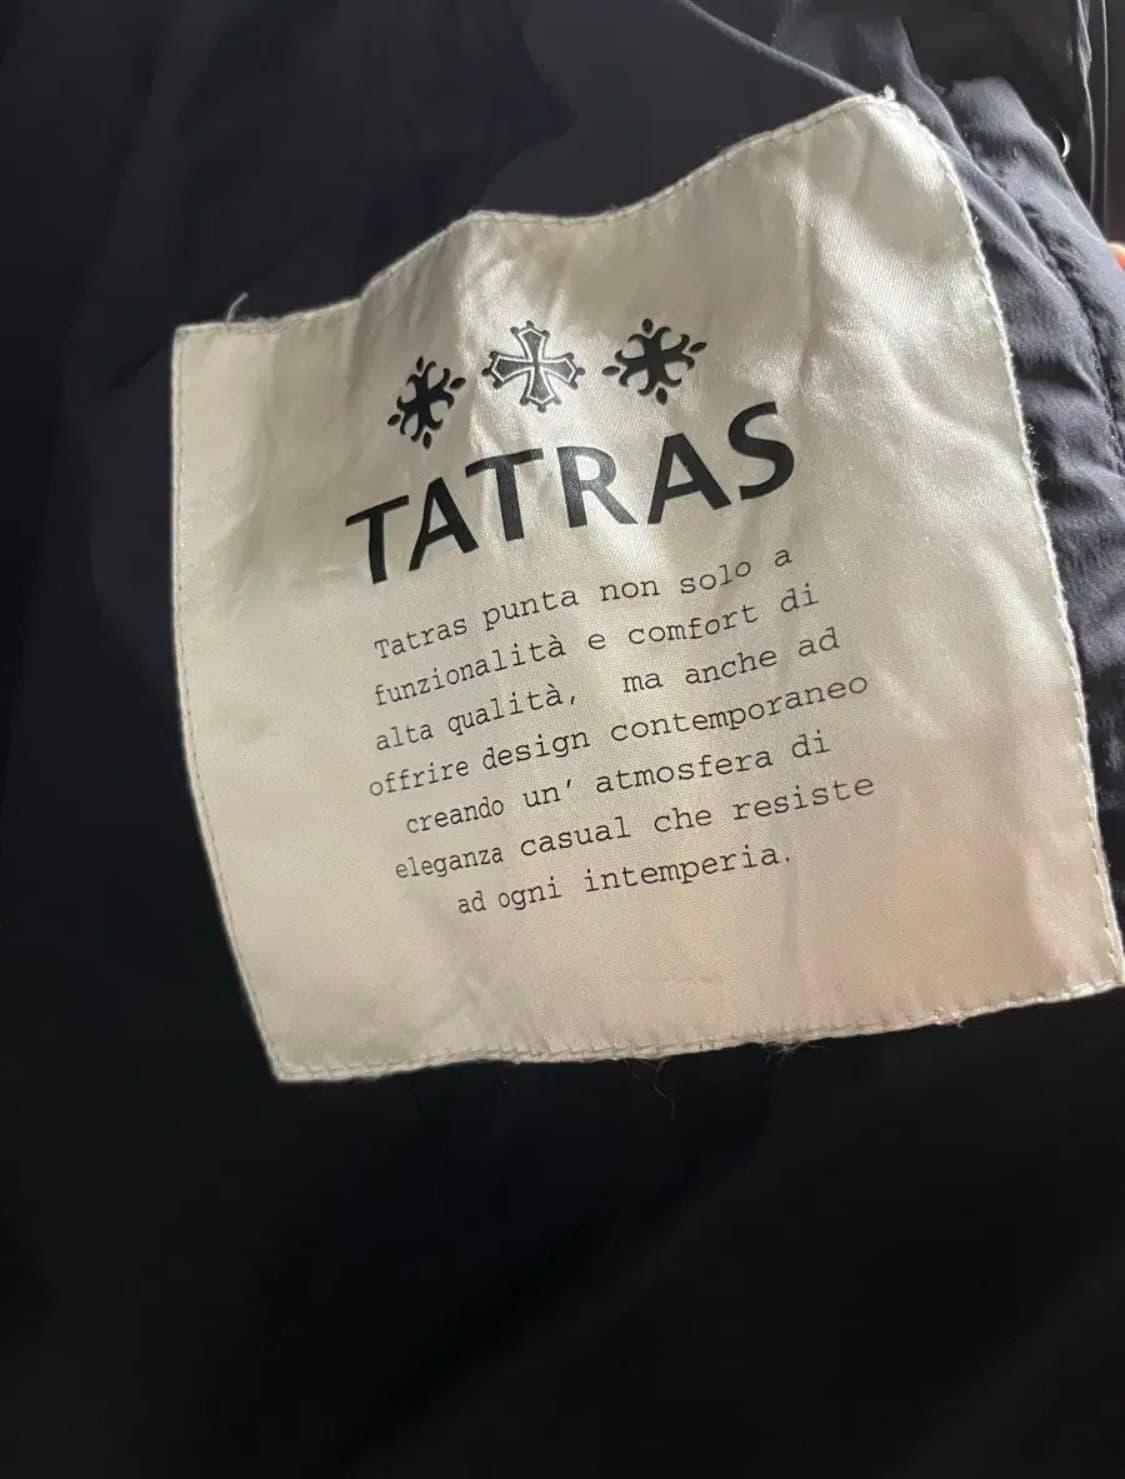 TATRAS
Tatras punta non solo a
funzionalità e comfort di
alta qualità, ma anche ad
offrire design contemporaneo
creando un' atmosfera di
eleganza casual che resiste
ad ogni intemperia.